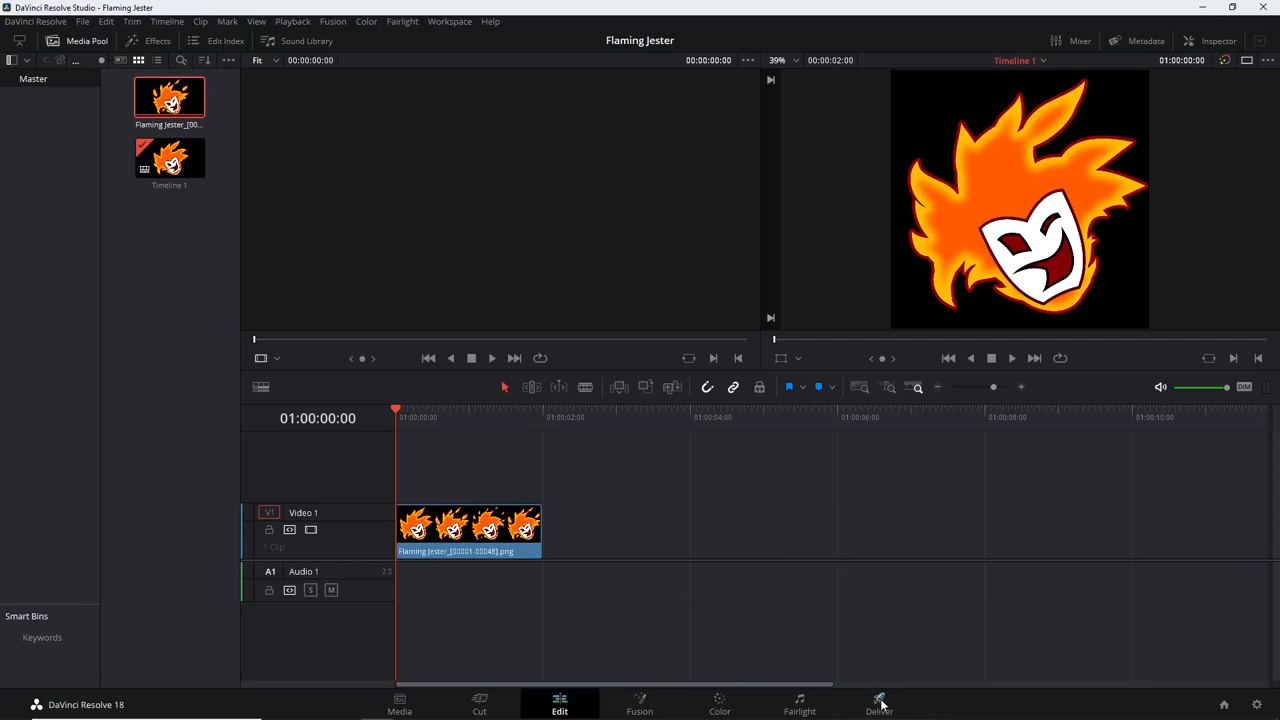 DaVinci Resolve Studio - Flaming Jester
DaVinci Resolve File Edit Trim Timeline Clip Mark View Playback Fusion Color Fairlight Workspace Help
Media Pool Effects Edit Index Sound Library Flaming Jester Mixer Metadata Inspector
... Fit 00:00:00:00 00:00:00:00 39% 00:00:02:00 Timeline 1 01:00:00:00
Master
Flaming Jester_[00...
Timeline 1
DIM
01:00:00:00
01:00:00:00 01:00:02:00 01:00:04:00 01:00:06:00 01:00:08:00 01:00:10:00
V1 Video 1
1 Clip
Flaming Jester_[00001-00048].png
A1 Audio 1 2.0
S M
Smart Bins
Keywords
DaVinci Resolve 18
Media Cut Edit Fusion Color Fairlight Deliver